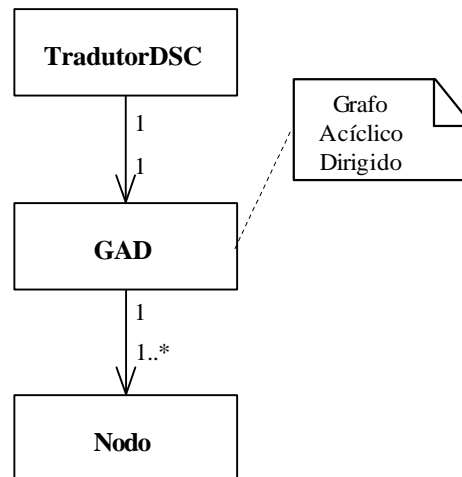 TradutorDSC
1
1
Grafo
Acíclico
Dirigido
GAD
1
1..*
Nodo